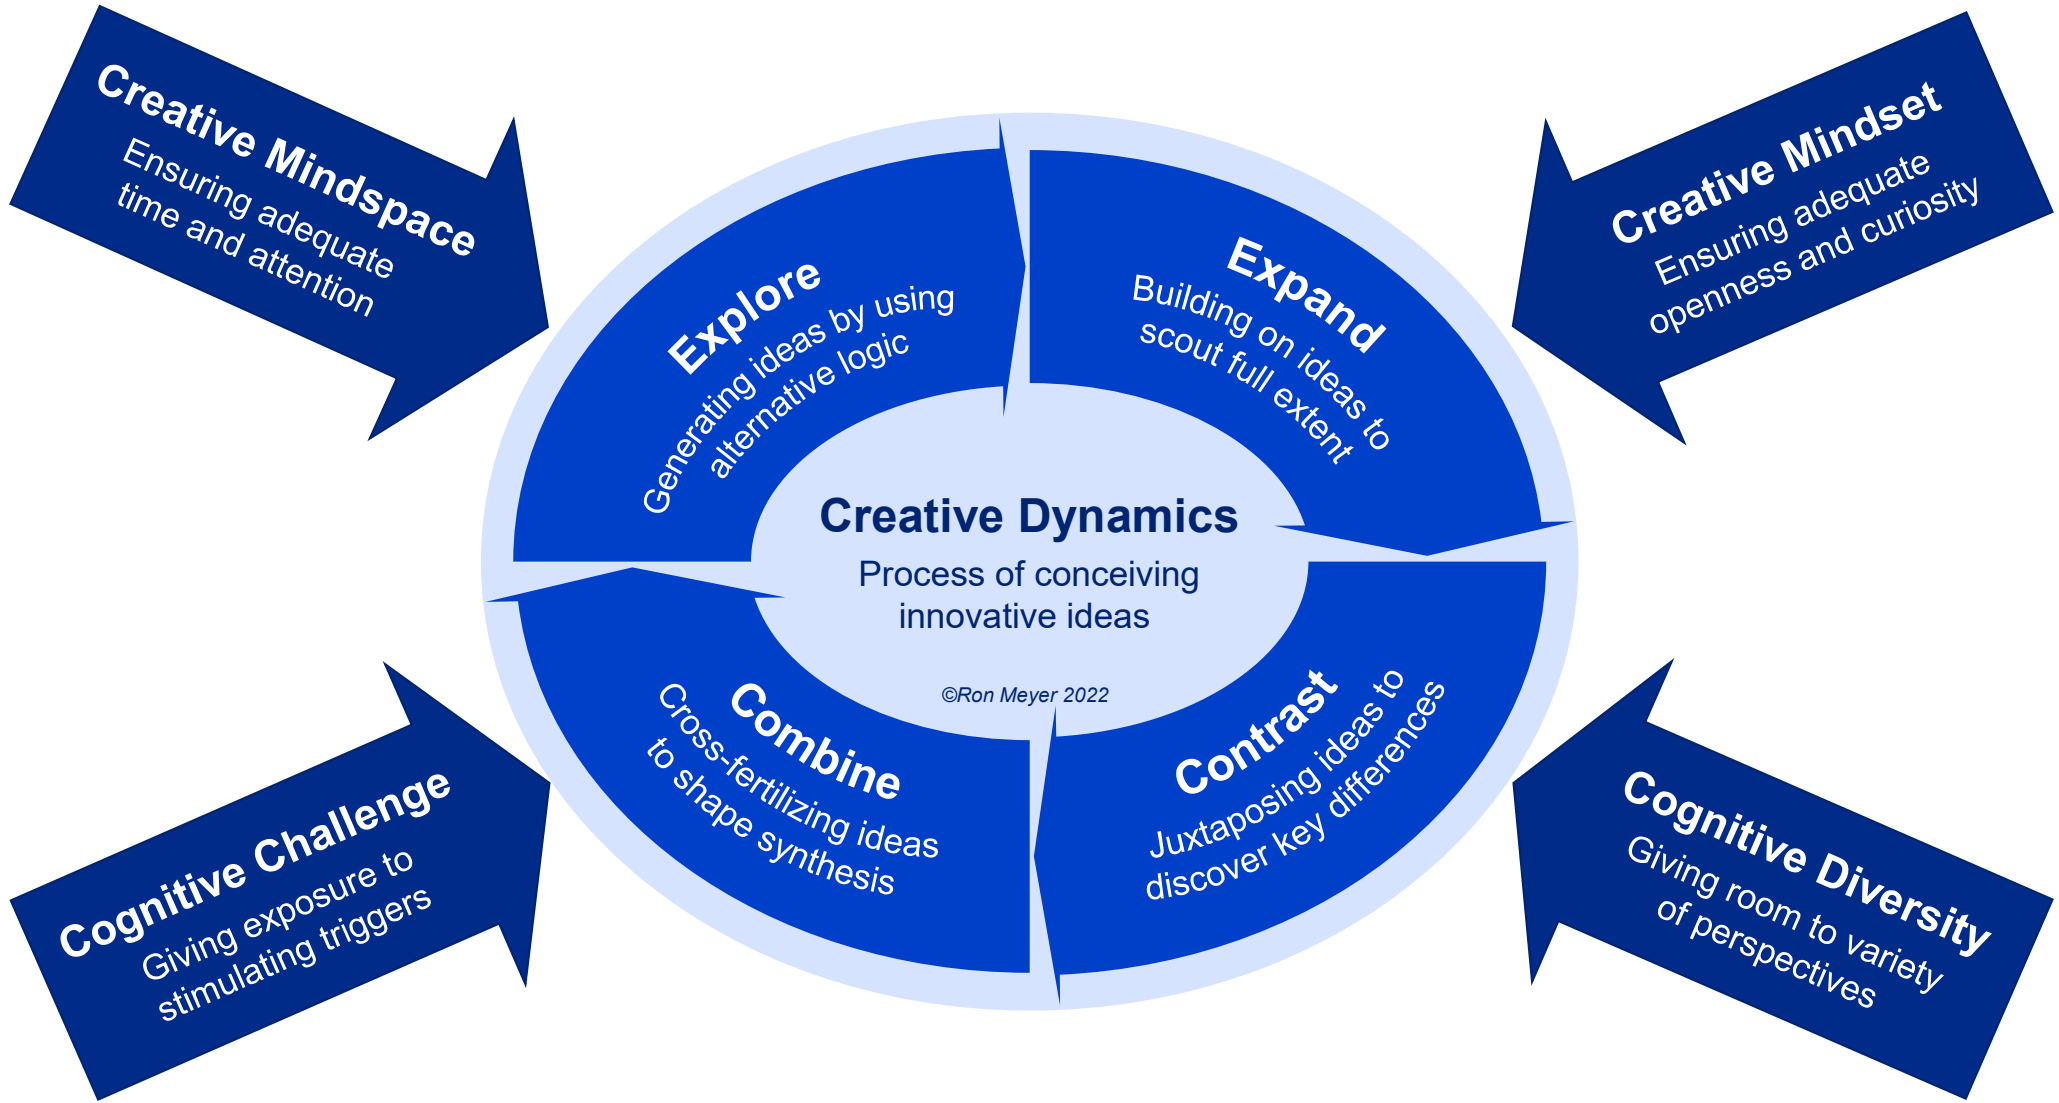 Creative Mindspace
Ensuring adequate
time and attention
Creative Mindset
Ensuring adequate
openness and curiosity
Explore
Generating ideas by using
alternative logic
Expand
Building on ideas to
scout full extent
Creative Dynamics
Process of conceiving
innovative ideas
©Ron Meyer 2022
Combine
Cross-fertilizing ideas
to shape synthesis
Contrast
Juxtaposing ideas to
discover key differences
Cognitive Challenge
Giving exposure to
stimulating triggers
Cognitive Diversity
Giving room to variety
of perspectives